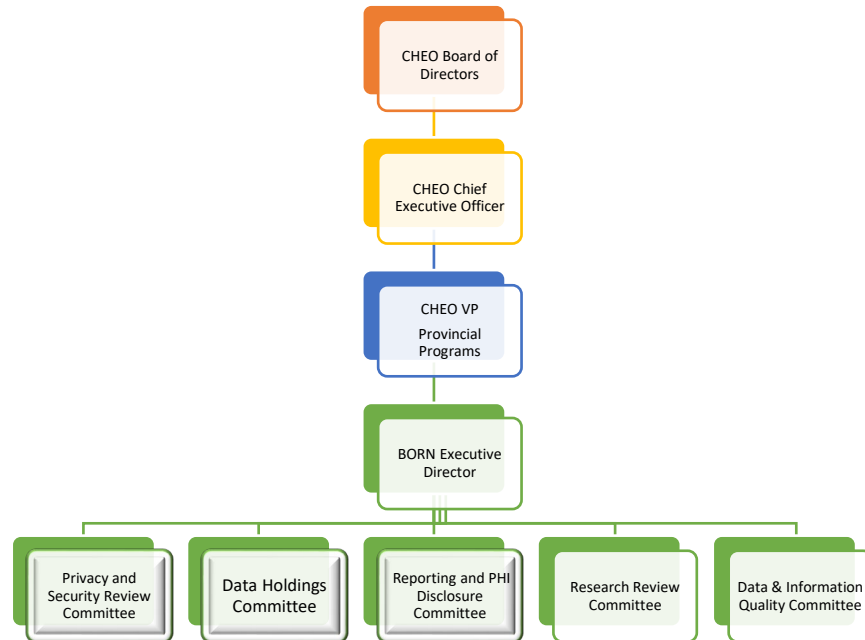 CHEO Board of
Directors
CHEO Chief
Executive Officer
CHEO VP
Provincial
Programs
BORN Executive
Director
Privacy and
Security Review
Committee
Data Holdings
Committee
Reporting and PHI
Disclosure
Committee
Research Review
Committee
Data & Information
Quality Committee